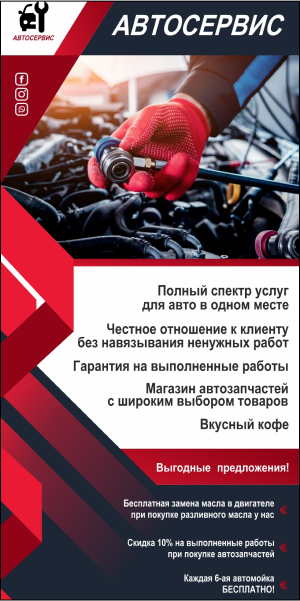 АВТОСЕРВИС
АВТОСЕРВИС
Полный спектр услуг
для авто в одном месте
Честное отношение к клиенту
без навязывания ненужных работ
Гарантия на выполненные работы
Магазин автозапчастей
с широким выбором товаров
Вкусный кофе
Выгодные предложения!
Бесплатная замена масла в двигателе
при покупке разливного масла у нас
Скидка 10% на выполненные работы
при покупке автозапчастей
Каждая 6-ая автомойка
БЕСПЛАТНО!